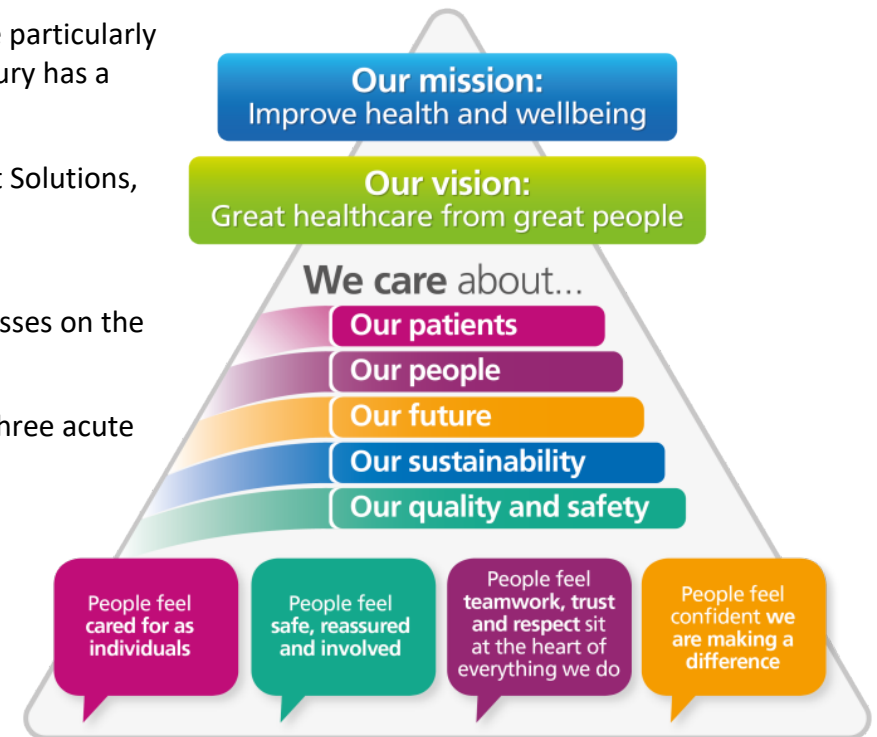 particularly
ury has a
Solutions,
sses on the
hree acute
Our mission:
Improve health and wellbeing
Our vision:
Great healthcare from great people
We care about...
Our patients
Our people
Our future
Our sustainability
Our quality and safety
People feel
cared for as
individuals
People feel
safe, reassured
and involved
People feel
teamwork, trust
and respect sit
at the heart of
everything we do
People feel
confident we
are making a
difference